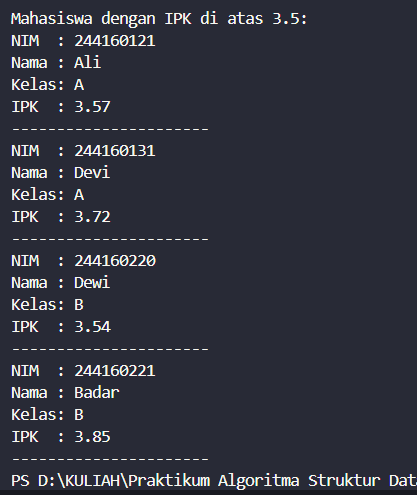 Mahasiswa dengan IPK di atas 3.5:
NIM  : 244160121
Nama : Ali
Kelas: A
IPK  : 3.57
----------------------
NIM  : 244160131
Nama : Devi
Kelas: A
IPK  : 3.72
----------------------
NIM  : 244160220
Nama : Dewi
Kelas: B
IPK  : 3.54
----------------------
NIM  : 244160221
Nama : Badar
Kelas: B
IPK  : 3.85
----------------------
PS D:\KULIAH\Praktikum Algoritma Struktur Dat